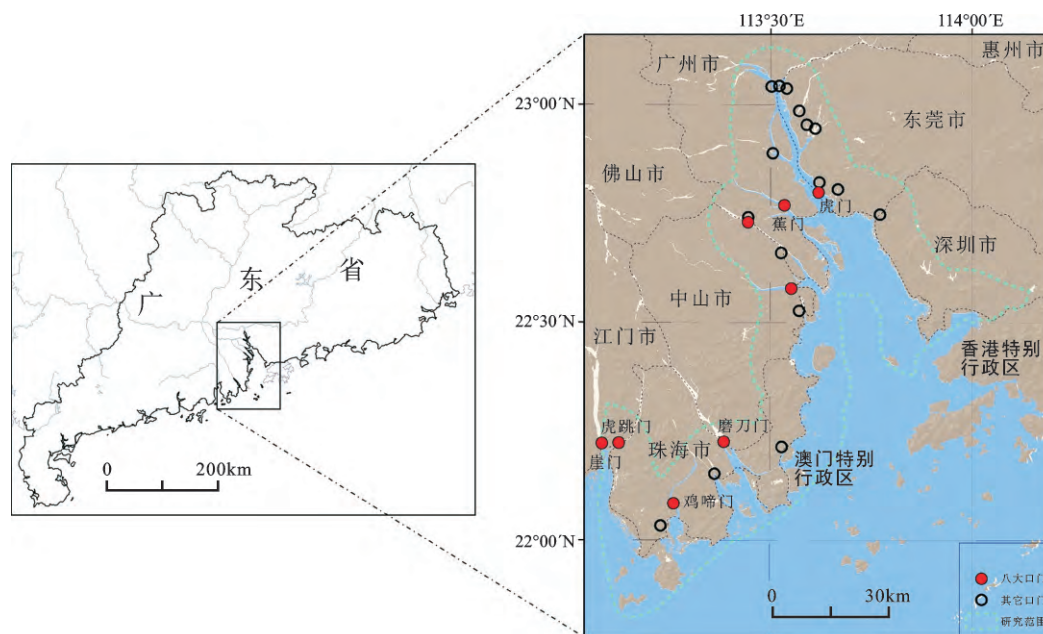 113°30′E
114°00′E
惠州市
广州市
23°00′N
东莞市
佛山市
虎门
蕉门
深圳市
广
东
省
中山市
22°30′N
江门市
香港特别
行政区
虎跳门
磨刀门
崖门
珠海市
澳门特别
行政区
0
200km
鸡啼门
22°00′N
八大口门
0
30km
其它口门
研究范围